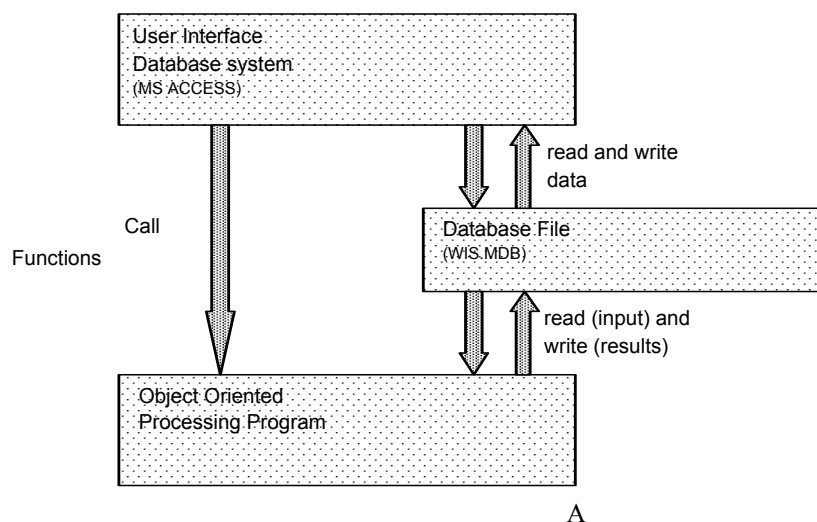 User Interface
Database system
(MS ACCESS)
read and write
data
Call
Functions
Database File
(WIS.MDB)
read (input) and
write (results)
Object Oriented
Processing Program
A